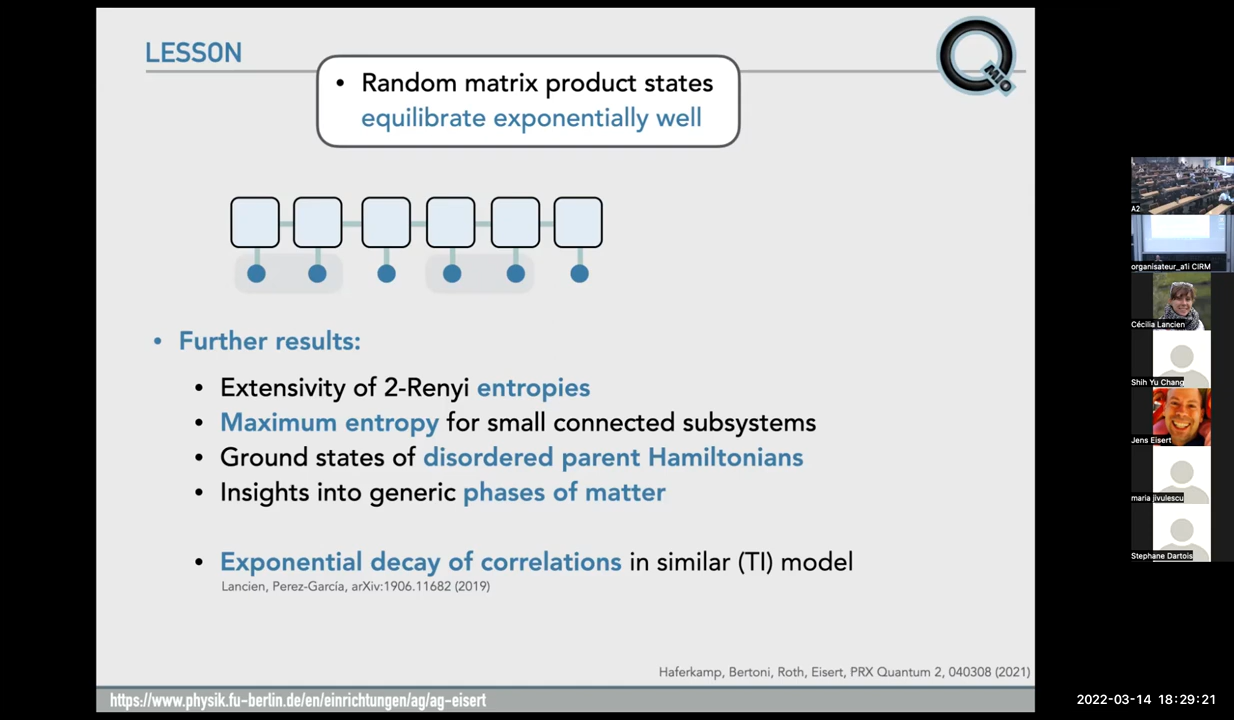 LESSON
• Random matrix product states
equilibrate exponentially well
MIO
• Further results:
• Extensivity of 2-Renyi entropies
• Maximum entropy for small connected subsystems
• Ground states of disordered parent Hamiltonians
• Insights into generic phases of matter
• Exponential decay of correlations in similar (TI) model
Lancien, Perez-García, arXiv:1906.11682 (2019)
Haferkamp, Bertoni, Roth, Eisert, PRX Quantum 2, 040308 (2021)
https://www.physik.fu-berlin.de/en/einrichtungen/ag/ag-eisert
A2
organisateur_a1i CIRM
Cécilia Lancien
Shih Yu Chang
Jens Eisert
maria jivulescu
Stephane Dartois
2022-03-14 18:29:21